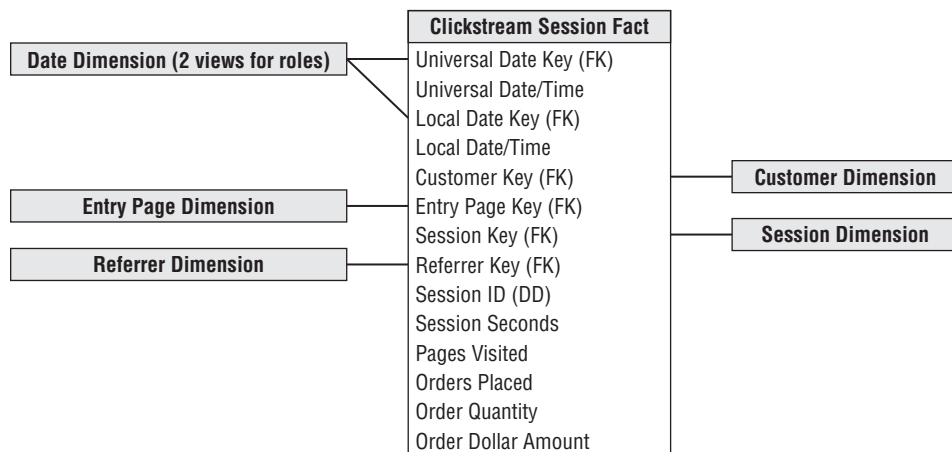 Clickstream Session Fact
Date Dimension (2 views for roles)
Universal Date Key (FK)
Universal Date/Time
Local Date Key (FK)
Local Date/Time
Customer Key (FK)
Customer Dimension
Entry Page Dimension
Entry Page Key (FK)
Session Key (FK)
Session Dimension
Referrer Dimension
Referrer Key (FK)
Session ID (DD)
Session Seconds
Pages Visited
Orders Placed
Order Quantity
Order Dollar Amount